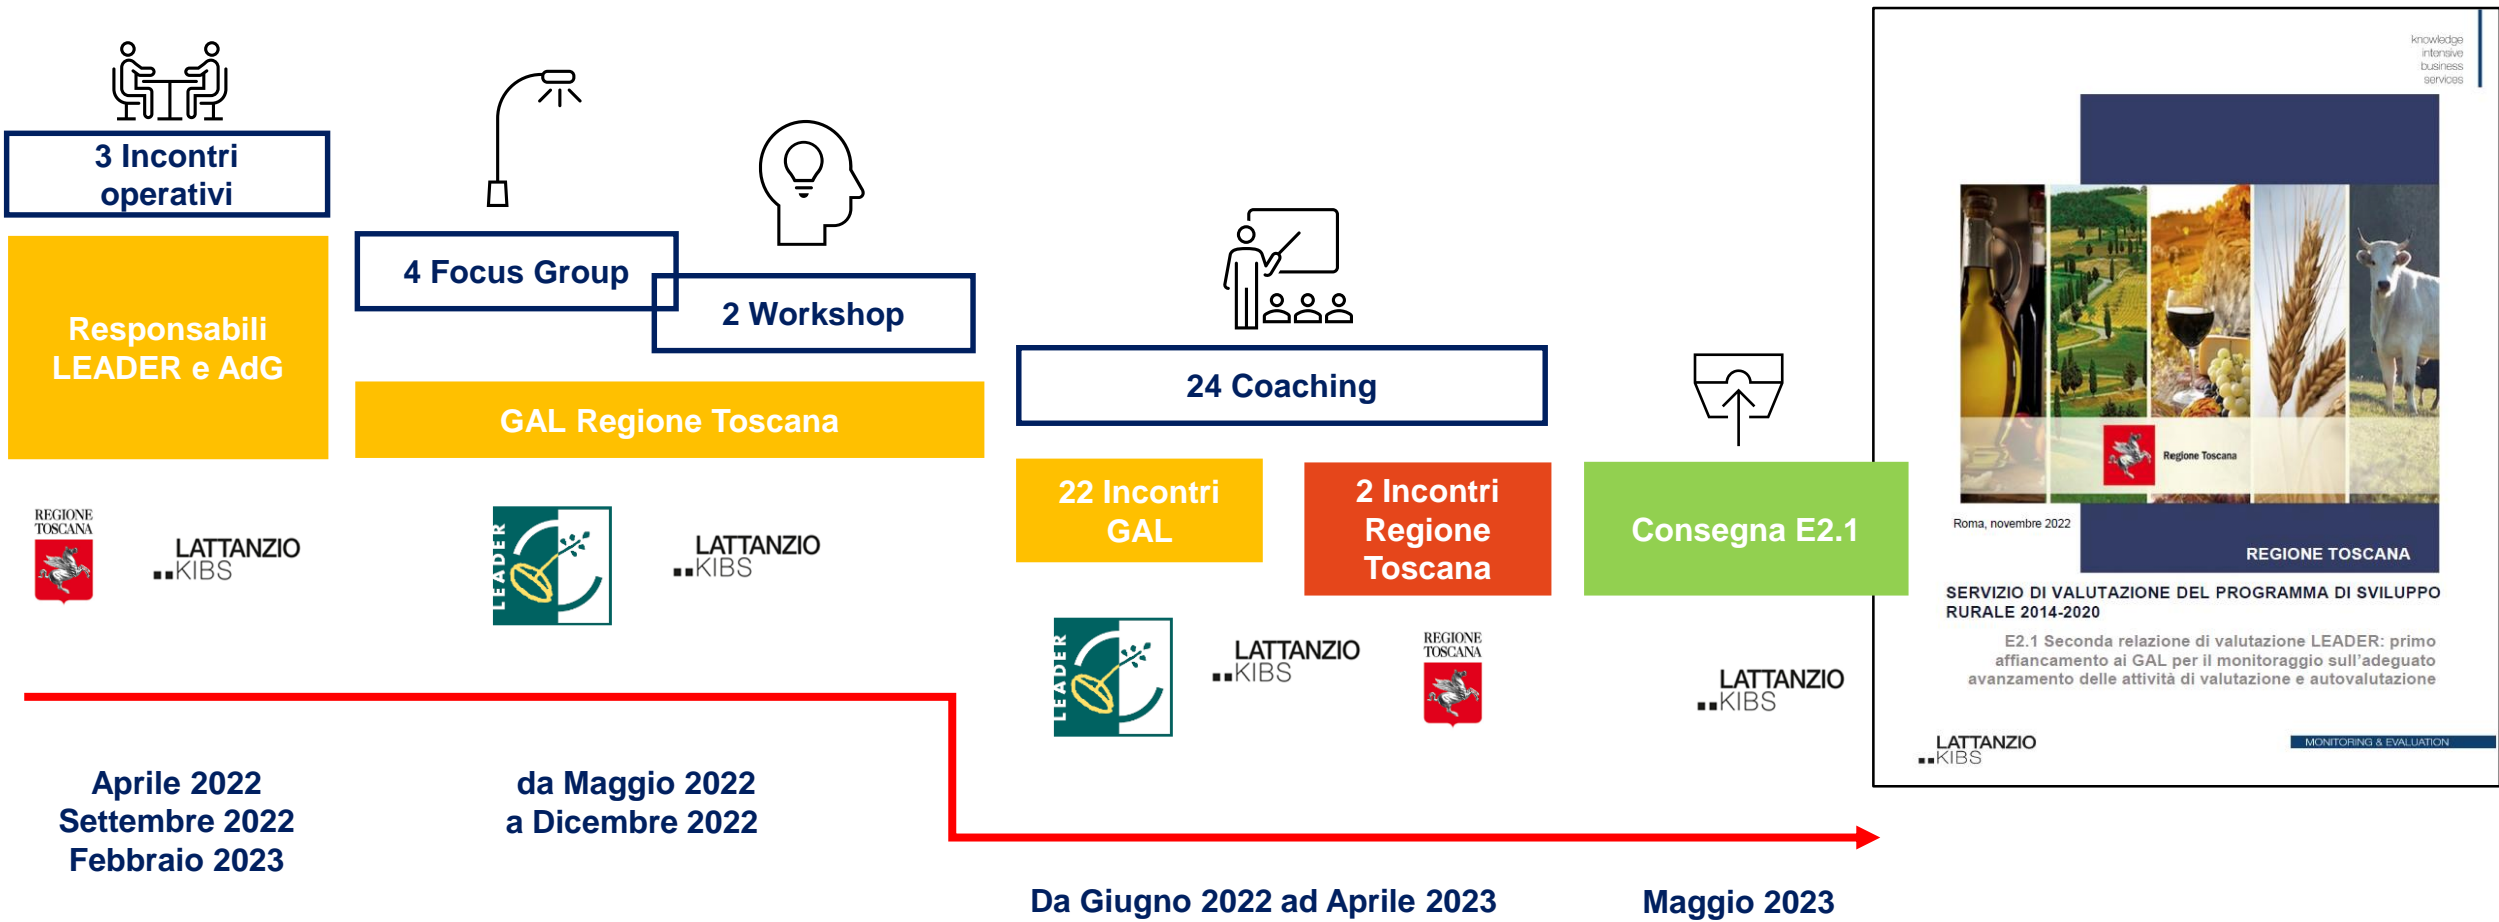 3 Incontri
operativi
Responsabili
LEADER e AdG
REGIONE
TOSCANA
LATTANZIO
KIBS
Aprile 2022
Settembre 2022
Febbraio 2023
4 Focus Group
2 Workshop
GAL Regione Toscana
LEADER
LATTANZIO
KIBS
da Maggio 2022
a Dicembre 2022
24 Coaching
22 Incontri
GAL
2 Incontri
Regione
Toscana
LEADER
LATTANZIO
KIBS
REGIONE
TOSCANA
Da Giugno 2022 ad Aprile 2023
Consegna E2.1
LATTANZIO
KIBS
Maggio 2023
knowledge
intensive
business
services
Regione Toscana
Roma, novembre 2022
REGIONE TOSCANA
SERVIZIO DI VALUTAZIONE DEL PROGRAMMA DI SVILUPPO
RURALE 2014-2020
E2.1 Seconda relazione di valutazione LEADER: primo
affiancamento ai GAL per il monitoraggio sull'adeguato
avanzamento delle attività di valutazione e autovalutazione
LATTANZIO
KIBS
MONITORING & EVALUATION